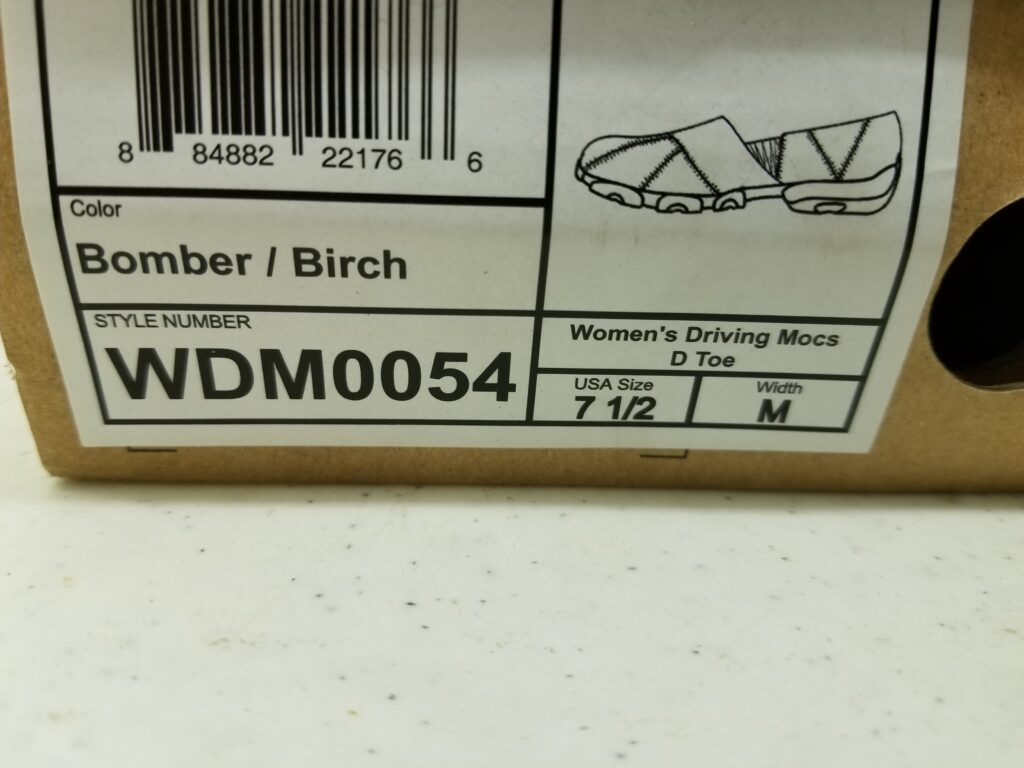 8 84882 22176 6
Color
Bomber / Birch
STYLE NUMBER
WDM0054
Women's Driving Mocs
D Toe
USA Size
7 1/2
Width
M